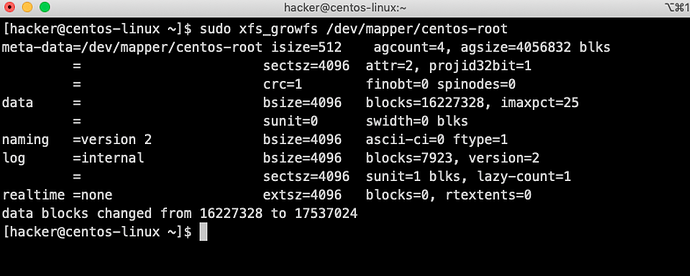 hacker@centos-linux:~
⌥⌘1
[hacker@centos-linux ~]$ sudo xfs_growfs /dev/mapper/centos-root
meta-data=/dev/mapper/centos-root isize=512    agcount=4, agsize=4056832 blks
         =                       sectsz=4096  attr=2, projid32bit=1
         =                       crc=1        finobt=0 spinodes=0
data     =                       bsize=4096   blocks=16227328, imaxpct=25
         =                       sunit=0      swidth=0 blks
naming   =version 2              bsize=4096   ascii-ci=0 ftype=1
log      =internal               bsize=4096   blocks=7923, version=2
         =                       sectsz=4096  sunit=1 blks, lazy-count=1
realtime =none                   extsz=4096   blocks=0, rtextents=0
data blocks changed from 16227328 to 17537024
[hacker@centos-linux ~]$